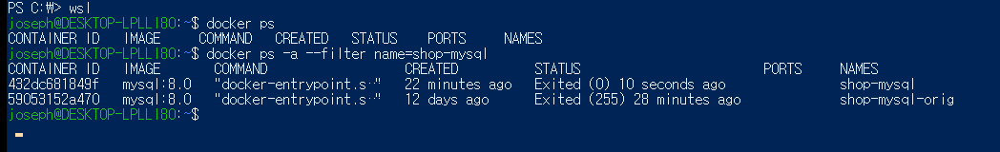 PS C:\> wsl
joseph@DESKTOP-LPLLI80:~$ docker ps
CONTAINER ID IMAGE COMMAND CREATED STATUS PORTS NAMES
joseph@DESKTOP-LPLLI80:~$ docker ps -a --filter name=shop-mysql
CONTAINER ID IMAGE COMMAND CREATED STATUS PORTS NAMES
432dc681849f mysql:8.0 "docker-entrypoint.s…" 22 minutes ago Exited (0) 10 seconds ago shop-mysql
59053152a470 mysql:8.0 "docker-entrypoint.s…" 12 days ago Exited (255) 28 minutes ago shop-mysql-orig
joseph@DESKTOP-LPLLI80:~$